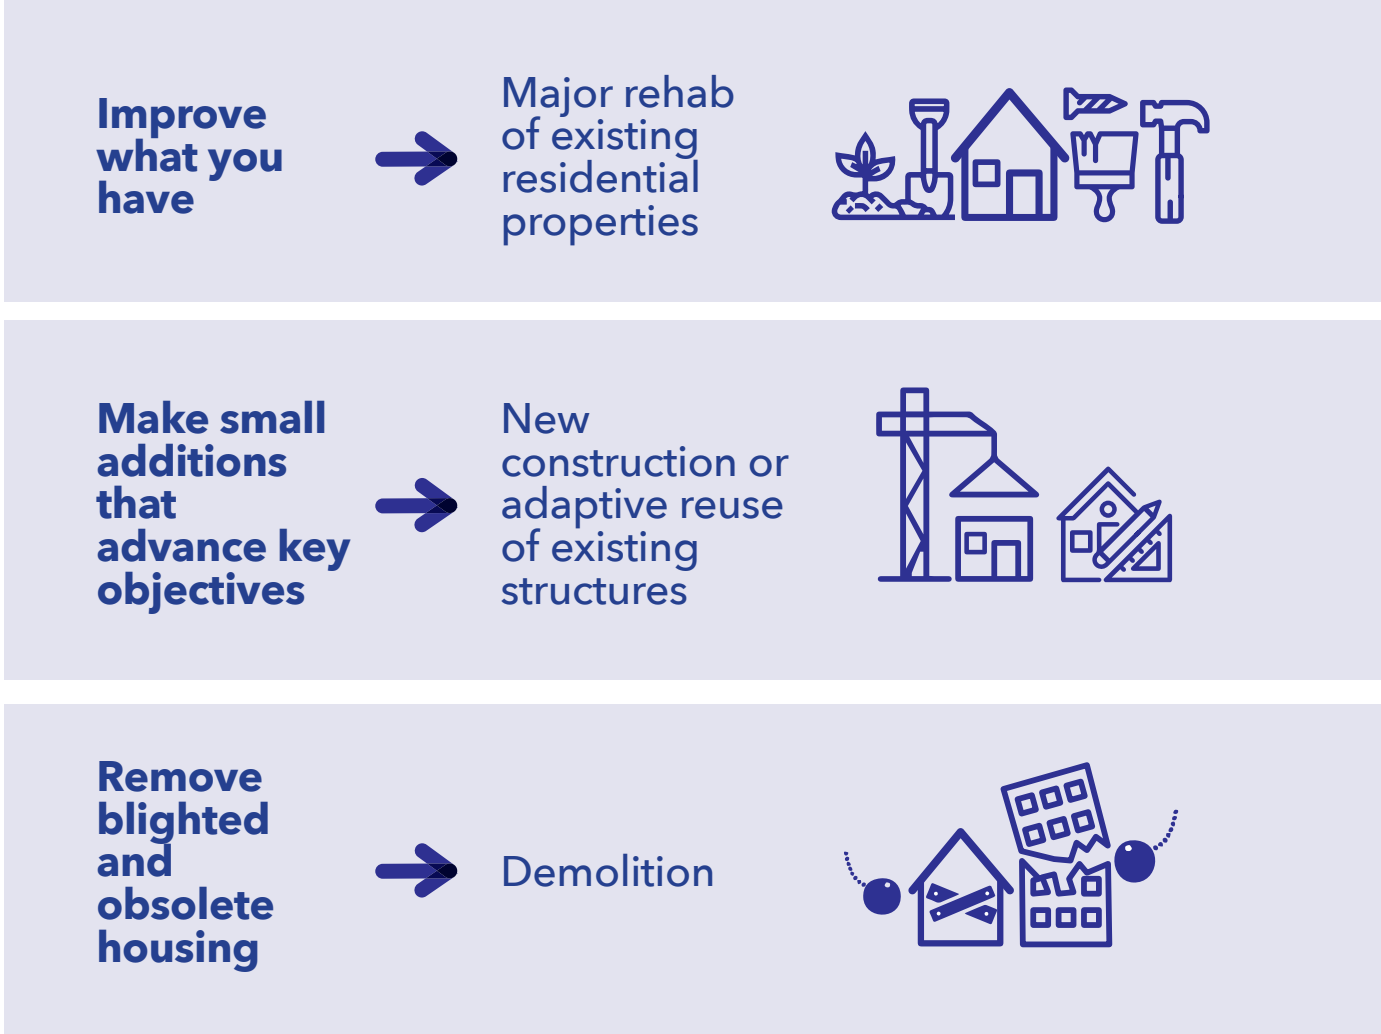 Improve
what you
have
Major rehab
of existing
residential
properties
Make small
additions
that
advance key
objectives
New
construction or
adaptive reuse
of existing
structures
Remove
blighted
and
obsolete
housing
Demolition